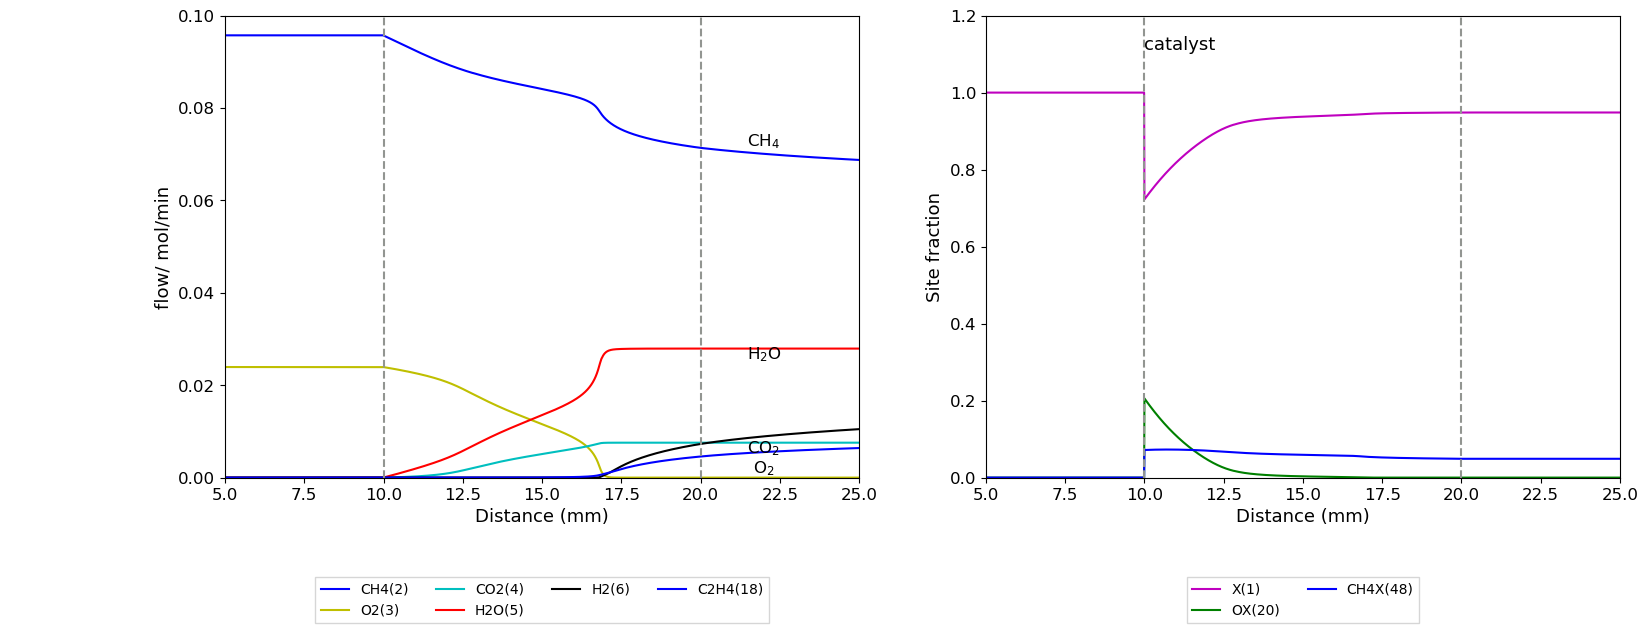 0.10
0.08
0.06
0.04
0.02
0.00
flow/ mol/min
CH₄
H₂O
CO₂
O₂
5.0 7.5 10.0 12.5 15.0 17.5 20.0 22.5 25.0
Distance (mm)
CH4(2) CO2(4) H2(6) C2H4(18)
O2(3) H2O(5)
1.2
1.0
0.8
0.6
0.4
0.2
0.0
Site fraction
catalyst
5.0 7.5 10.0 12.5 15.0 17.5 20.0 22.5 25.0
Distance (mm)
X(1) CH4X(48)
OX(20)